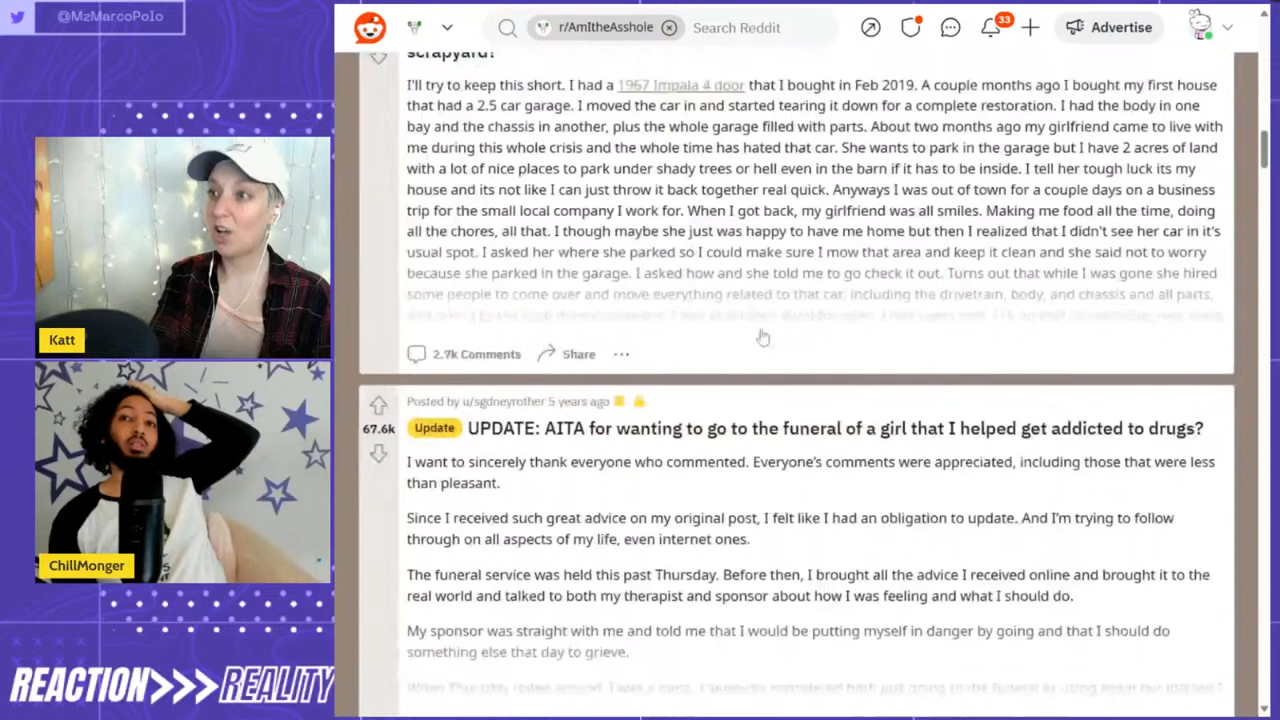 @MzMarcoPolo
r/AmITheAsshole
Search Reddit
33
Advertise
scrapyard?
I'll try to keep this short. I had a 1967 Impala 4 door that I bought in Feb 2019. A couple months ago I bought my first house
that had a 2.5 car garage. I moved the car in and started tearing it down for a complete restoration. I had the body in one
bay and the chassis in another, plus the whole garage filled with parts. About two months ago my girlfriend came to live with
me during this whole crisis and the whole time has hated that car. She wants to park in the garage but I have 2 acres of land
with a lot of nice places to park under shady trees or hell even in the barn if it has to be inside. I tell her tough luck its my
house and its not like I can just throw it back together real quick. Anyways I was out of town for a couple days on a business
trip for the small local company I work for. When I got back, my girlfriend was all smiles. Making me food all the time, doing
all the chores, all that. I though maybe she just was happy to have me home but then I realized that I didn't see her car in it's
usual spot. I asked her where she parked so I could make sure I mow that area and keep it clean and she said not to worry
because she parked in the garage. I asked how and she told me to go check it out. Turns out that while I was gone she hired
some people to come over and move everything related to that car, including the drivetrain, body, and chassis and all parts,
2.7k Comments
Share
Posted by u/sgdneyrother 5 years ago
67.6k
Update
UPDATE: AITA for wanting to go to the funeral of a girl that I helped get addicted to drugs?
I want to sincerely thank everyone who commented. Everyone's comments were appreciated, including those that were less
than pleasant.
Since I received such great advice on my original post, I felt like I had an obligation to update. And I'm trying to follow
through on all aspects of my life, even internet ones.
The funeral service was held this past Thursday. Before then, I brought all the advice I received online and brought it to the
real world and talked to both my therapist and sponsor about how I was feeling and what I should do.
My sponsor was straight with me and told me that I would be putting myself in danger by going and that I should do
something else that day to grieve.
Katt
ChillMonger
REACTION>>>REALITY